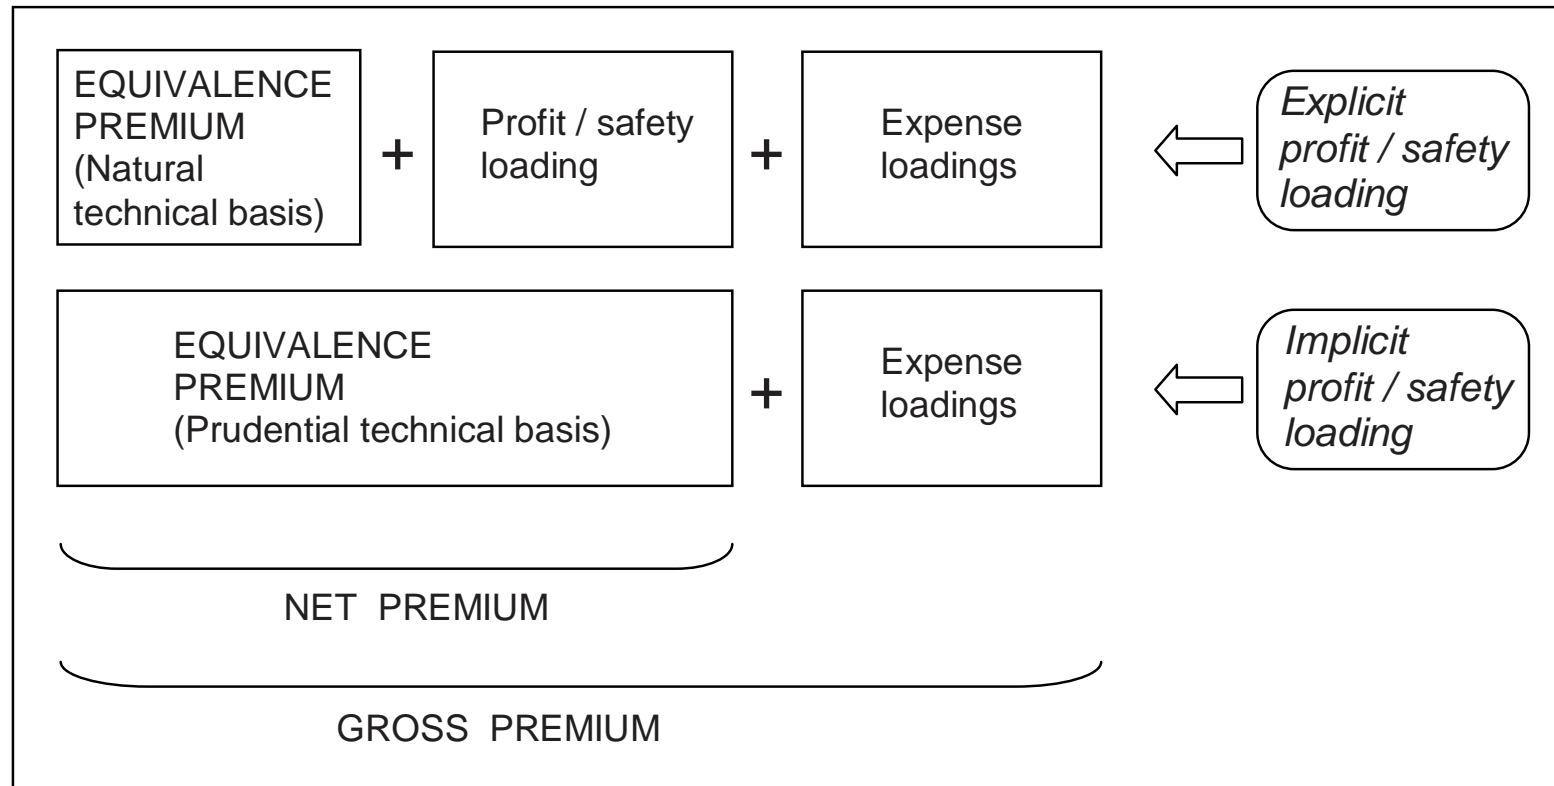 EQUIVALENCE
PREMIUM
(Natural
technical basis)
+
Profit / safety
loading
+
Expense
loadings
Explicit
profit / safety
loading
EQUIVALENCE
PREMIUM
(Prudential technical basis)
+
Expense
loadings
Implicit
profit / safety
loading
NET PREMIUM
GROSS PREMIUM